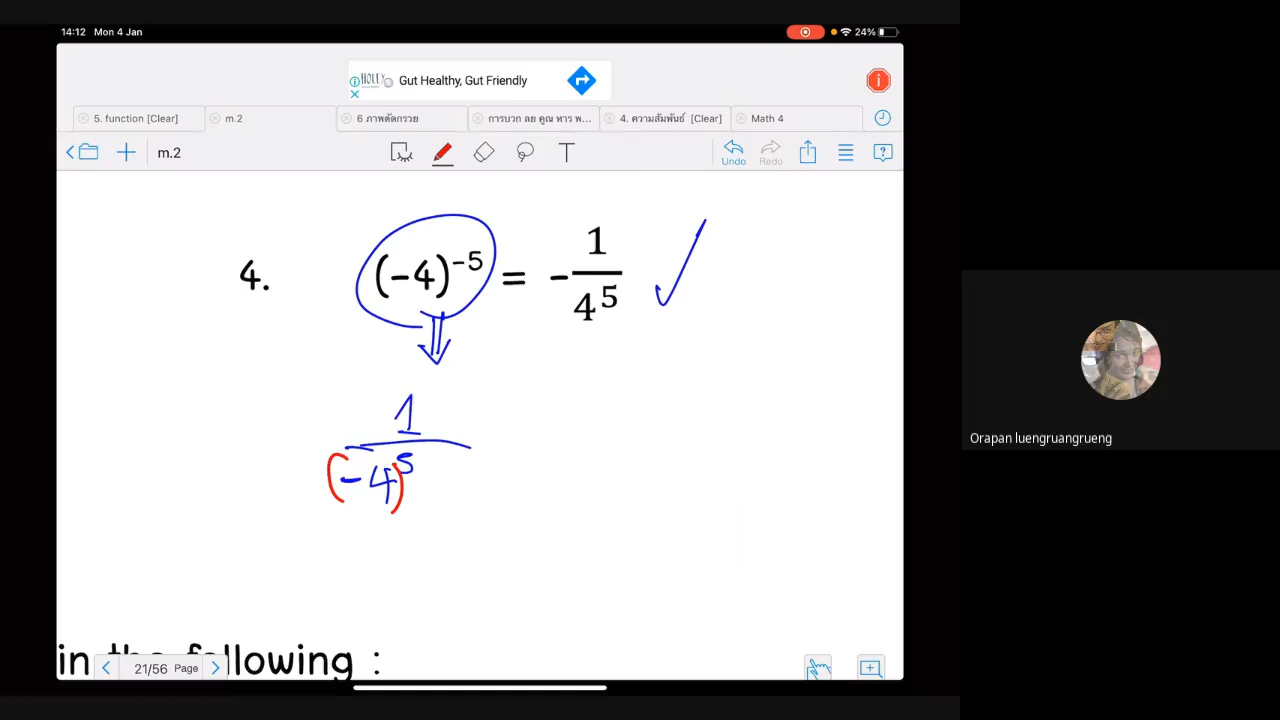 14:12 Mon 4 Jan
24%
Gut Healthy, Gut Friendly
5. function [Clear]
m.2
6 ภาพตัดกรวย
การบวก ลย คูณ หาร พ...
4. ความสัมพันธ์ [Clear]
Math 4
m.2
T
Undo
Redo
4. (-4)^-5 = - 1/4^5 ✓
1
(-4)^5
in the following :
21/56 Page
Orapan luengruangrueng